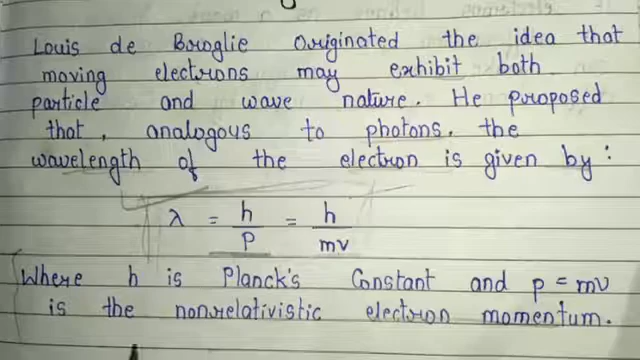 Louis de Broglie Originated the idea that
moving electrons may exhibit both
particle and wave nature. He proposed
that, analogous to photons, the
wavelength of the electron is given by:
λ = h/P = h/mv
Where h is Planck's Constant and p = mv
is the nonrelativistic electron momentum.